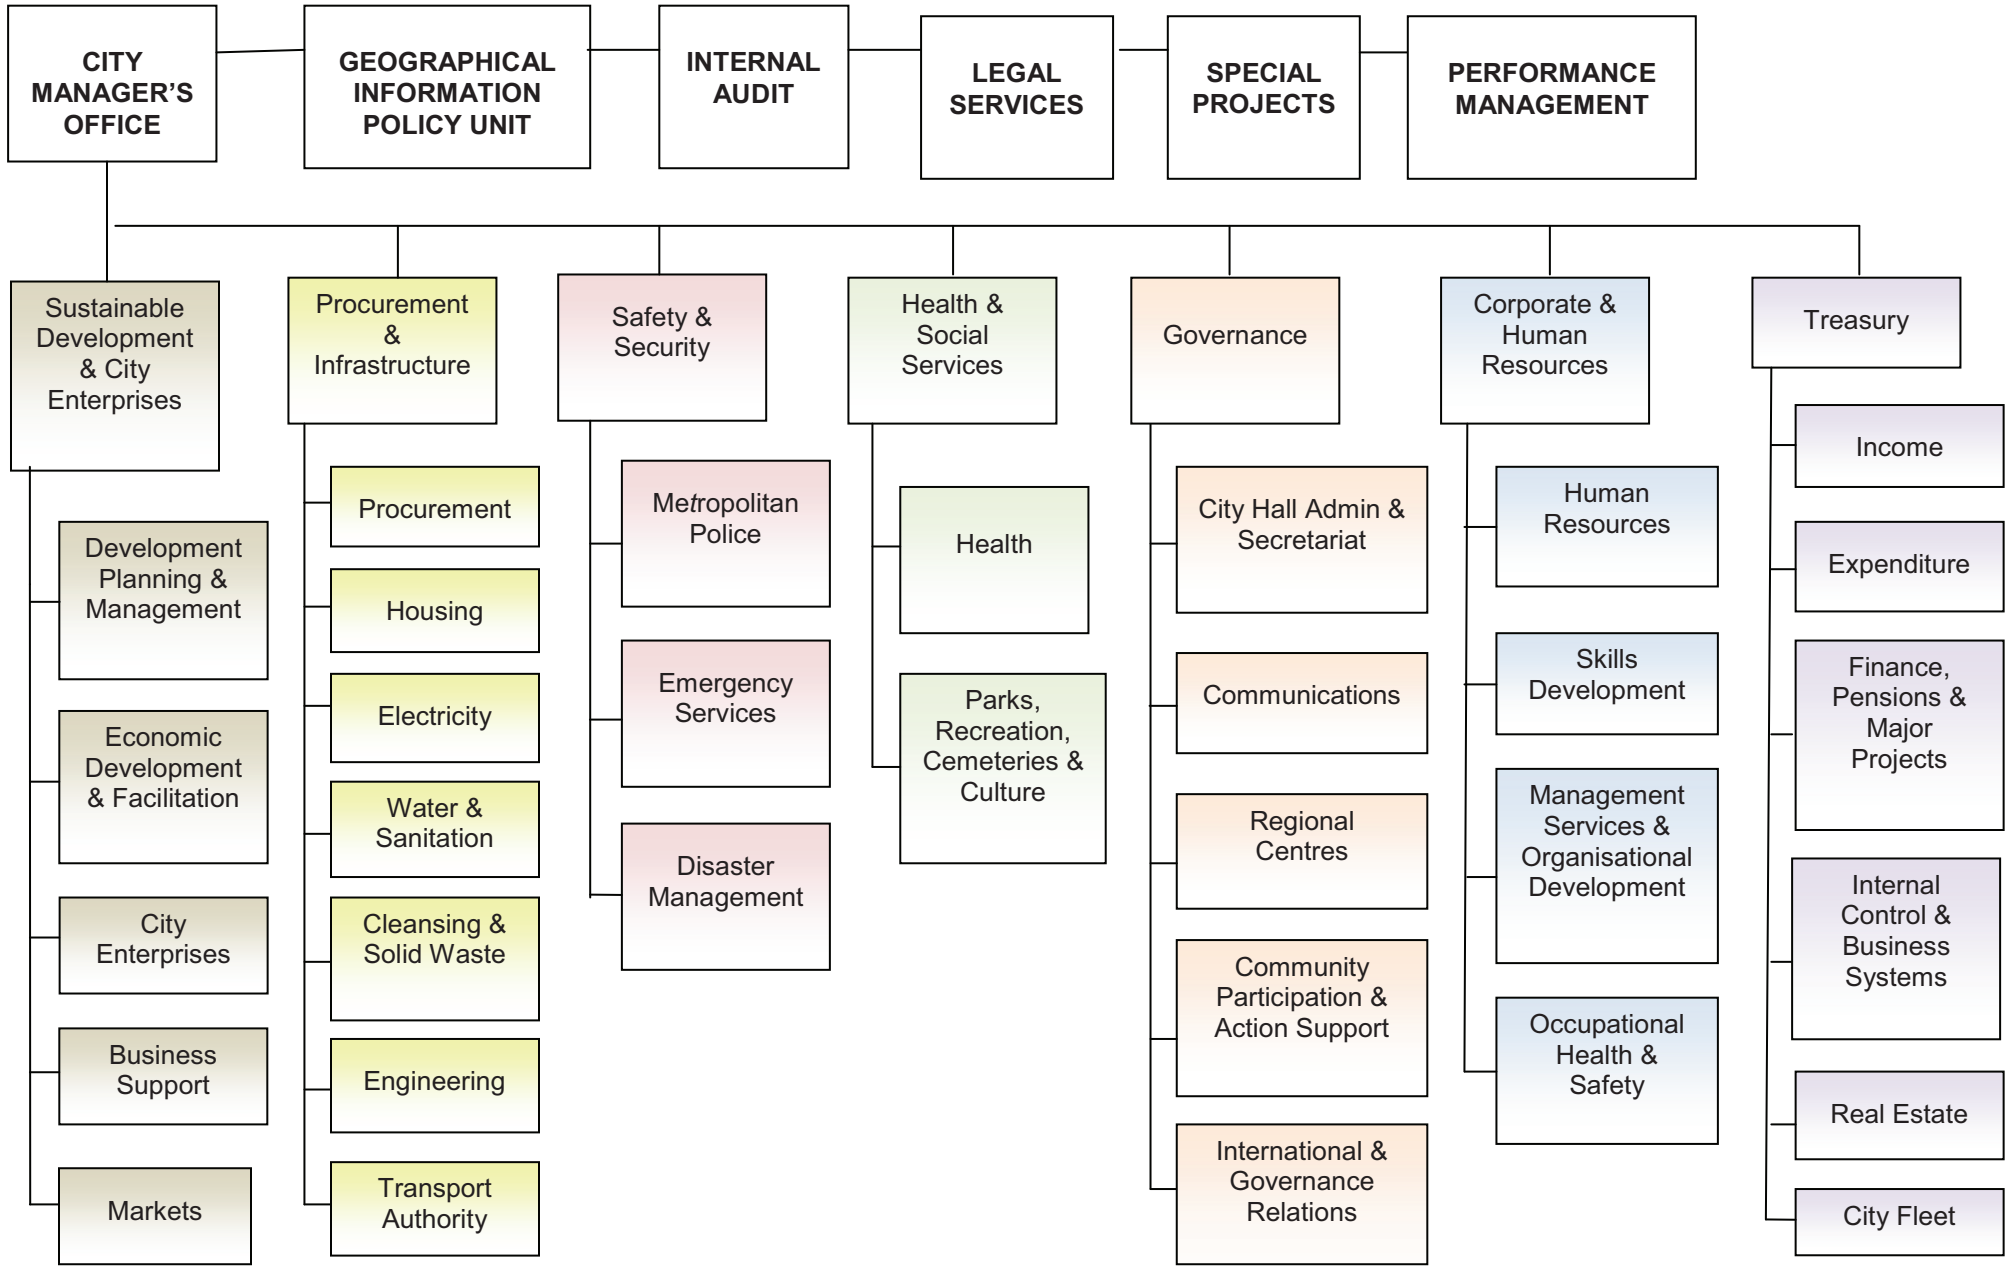 CITY
MANAGER’S
OFFICE
GEOGRAPHICAL
INFORMATION
POLICY UNIT
INTERNAL
AUDIT
LEGAL
SERVICES
SPECIAL
PROJECTS
PERFORMANCE
MANAGEMENT
Sustainable
Development
& City
Enterprises
Development
Planning &
Management
Economic
Development
& Facilitation
City
Enterprises
Business
Support
Markets
Procurement
&
Infrastructure
Procurement
Housing
Electricity
Water &
Sanitation
Cleansing &
Solid Waste
Engineering
Transport
Authority
Safety &
Security
Metropolitan
Police
Emergency
Services
Disaster
Management
Health &
Social
Services
Health
Parks,
Recreation,
Cemeteries &
Culture
Governance
City Hall Admin &
Secretariat
Communications
Regional
Centres
Community
Participation &
Action Support
International &
Governance
Relations
Corporate &
Human
Resources
Human
Resources
Skills
Development
Management
Services &
Organisational
Development
Occupational
Health &
Safety
Treasury
Income
Expenditure
Finance,
Pensions &
Major
Projects
Internal
Control &
Business
Systems
Real Estate
City Fleet